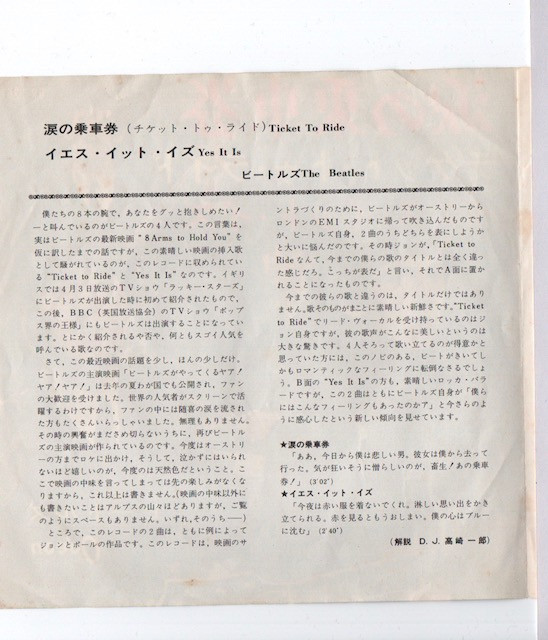 涙の乗車券（チケット・トゥ・ライド）Ticket To Ride
イエス・イット・イズ Yes It Is
ビートルズThe Beatles
僕たちの8本の腕で，あなたをグッと抱きしめたい！
ーと叫んでいるのがビートルズの4人です。この言葉は，
実はビートルズの最新映画“8 Arms to Hold You”を
仮に訳したまでの話ですが，この素晴しい映画の挿入歌
として騒がれているのが，このレコードに収められてい
る“Ticket to Ride”と“Yes It Is”なのです。イギリ
スでは4月3日放送のTVショウ「ラッキー・スターズ」
にビートルズが出演した時に初めて紹介されたもので，
この後，BBC（英国放送協会）のTVショウ「ポップ
ス界の王様」にもビートルズは出演することになってい
ます。とにかく紹介されるや否や，何ともスゴイ人気を
呼んでいる歌なのです。
さて，この最近映画の話題を少し，ほんの少しだけ。
ビートルズの主演映画「ビートルズがやってくるヤア！
ヤア！ヤア！」は去年の夏わが国でも公開され，ファン
の大歓迎を受けました。世界の人気者がスクリーンで活
躍するわけですから，ファンの中には随喜の涙を流された
方もたくさんいらっしゃいました。無理もありません。
その時の興奮がまださめ切らないうちに，再びビートル
ズの主演映画が作られているのです。今度はオーストリ
ーの方までロケに出かけ，そうして，泣かずにはいられ
ないほど嬉しいのが，今度は天然色だということ。こ
こで映画の中味を言ってしまっては先の楽しみがなくな
りますから，これ以上は書きません。（映画の中味以外に
も書きたいことはアルプスの山々ほどありますが，ご覧
のようにスペースもありません。いずれ，そのうち——）
ところで，このレコードの2曲は，ともに例によって
ジョンとポールの作品です。このレコードは，映画のサ
ントラづくりのために，ビートルズがオーストリーから
ロンドンのEMIスタジオに帰って吹き込んだものです
が，ビートルズ自身，2曲のうちどちらを表にしようか
と大いに悩んだのです。その時ジョンが，「Ticket to
Ride なんて，今までの僕らの歌のタイトルとは全く違っ
た感じだろ。こっちが表だ」と言い，それでA面に置か
れることになったものです。
今までの彼らの歌と違うのは，タイトルだけではあり
ません。歌そのものがまことに素晴しい新鮮さです。“Ticket
to Ride”でリード・ヴォーカルを受け持っているのはジ
ョン自身ですが，彼の歌声がこんなに美しいというのは
大きな驚きです。4人そろって歌い立てるのが得意かと
思っていた方には，このノビのある，ビートがきいてし
かもロマンティックなフィーリングに転倒なさるでしょ
う。B面の“Yes It Is”の方も，素晴しいロッカ・バラ
ードですが，この2曲はともにビートルズ自身が「僕ら
にはこんなフィーリングもあったのかア」と今さらのよ
うに感心したという新しい傾向を見せています。
★涙の乗車券
「ああ，今日から僕は悲しい男，彼女は僕から去って
行った。気が狂いそうに憎らしいのが，畜生！あの乗車
券！」（3'02"）
★イエス・イット・イズ
「今夜は赤い服を着ないでくれ。淋しい思い出をかき
立てられる。赤を見るともうおしまい。僕の心はブルー
に沈む」（2'40"）
（解説 D.J. 高崎一郎）